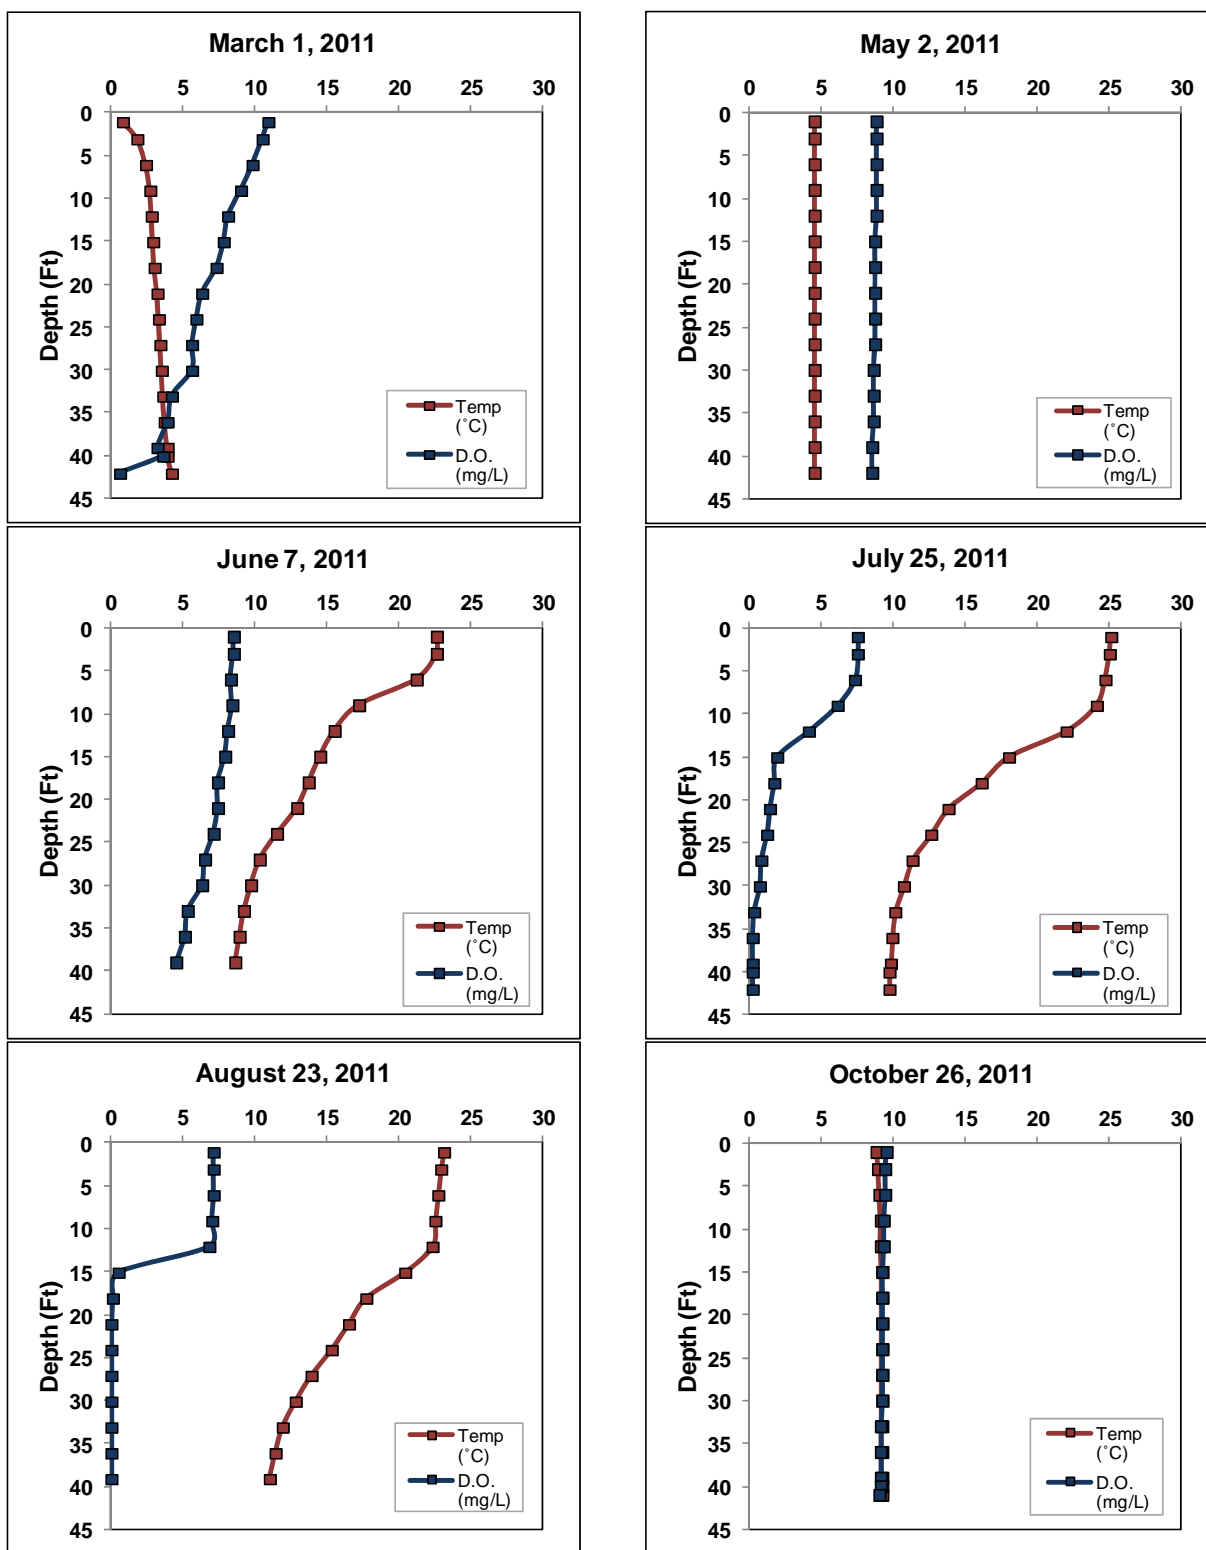 March 1, 2011
0 5 10 15 20 25 30
0
5
10
15
20
25
30
35
40
45
Depth (Ft)
Temp
(˚C)
D.O.
(mg/L)
May 2, 2011
0 5 10 15 20 25 30
0
5
10
15
20
25
30
35
40
45
Depth (Ft)
Temp
(˚C)
D.O.
(mg/L)
June 7, 2011
0 5 10 15 20 25 30
0
5
10
15
20
25
30
35
40
45
Depth (Ft)
Temp
(˚C)
D.O.
(mg/L)
July 25, 2011
0 5 10 15 20 25 30
0
5
10
15
20
25
30
35
40
45
Depth (Ft)
Temp
(˚C)
D.O.
(mg/L)
August 23, 2011
0 5 10 15 20 25 30
0
5
10
15
20
25
30
35
40
45
Depth (Ft)
Temp
(˚C)
D.O.
(mg/L)
October 26, 2011
0 5 10 15 20 25 30
0
5
10
15
20
25
30
35
40
45
Depth (Ft)
Temp
(˚C)
D.O.
(mg/L)